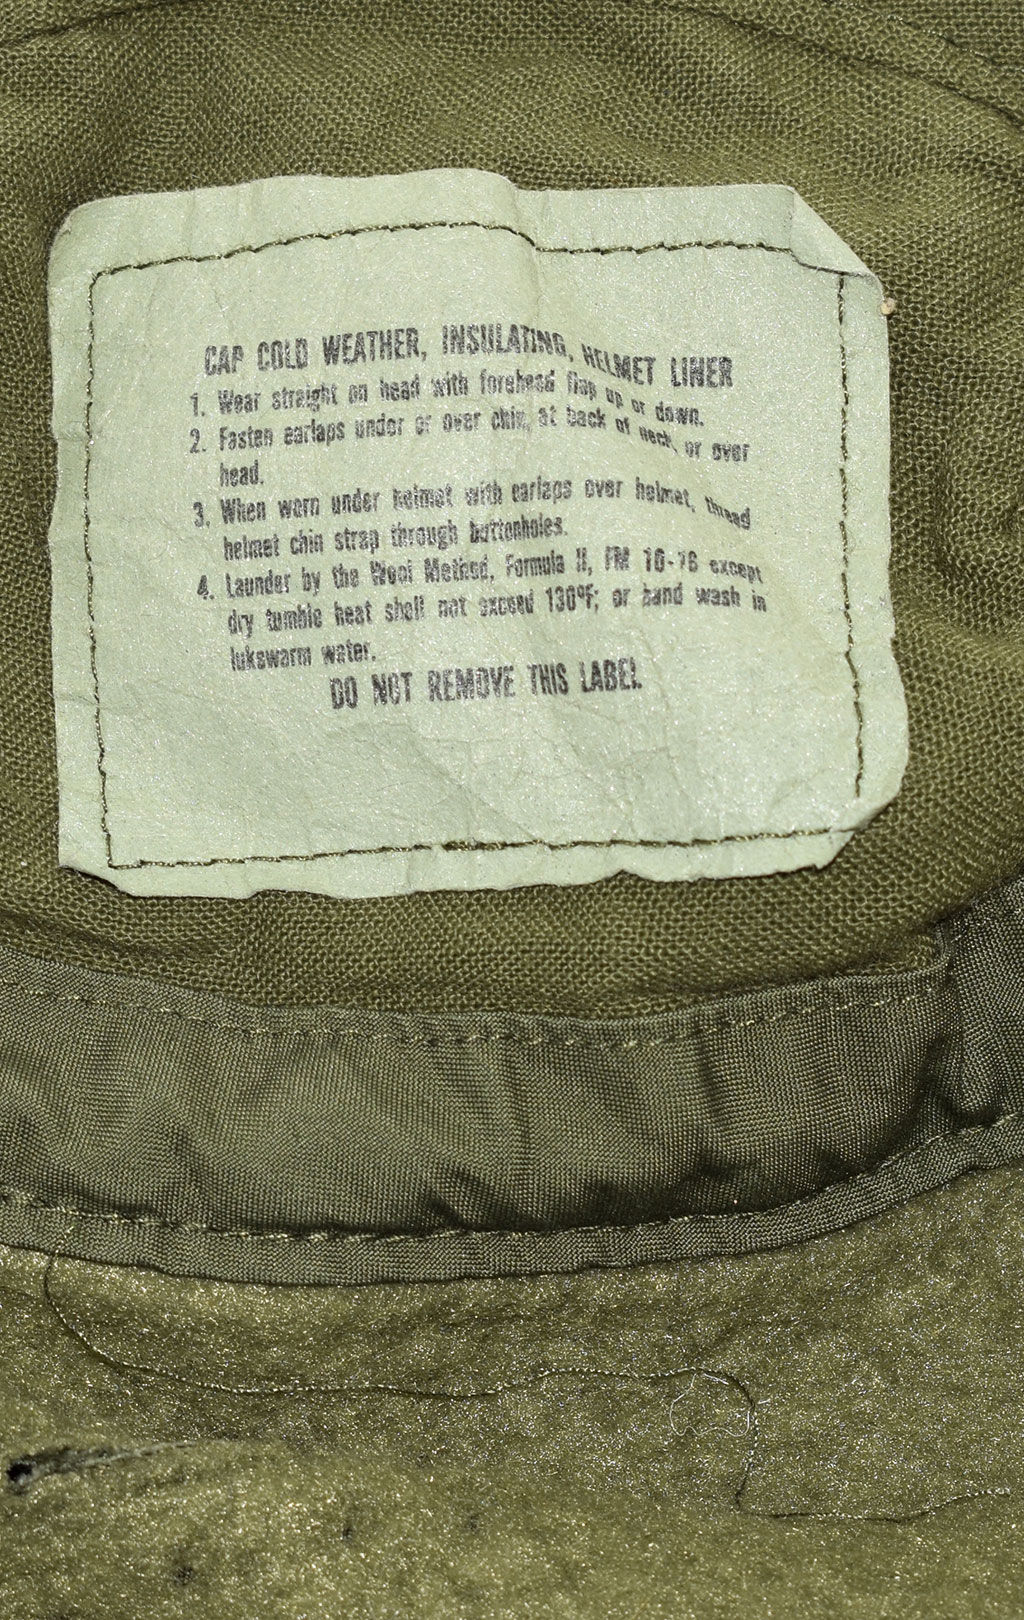 CAP COLD WEATHER, INSULATING, HELMET LINER
1. Wear straight on head with forehead flap up or down.
2. Fasten earlaps under or over chin, at back of neck, or over
head.
3. When worn under helmet with earlaps over helmet, thread
helmet chin strap through buttonholes.
4. Launder by the Wool Method, Formula II, FM 10-16 except
dry tumble heat shall not exceed 130°F; or hand wash in
lukewarm water.
DO NOT REMOVE THIS LABEL